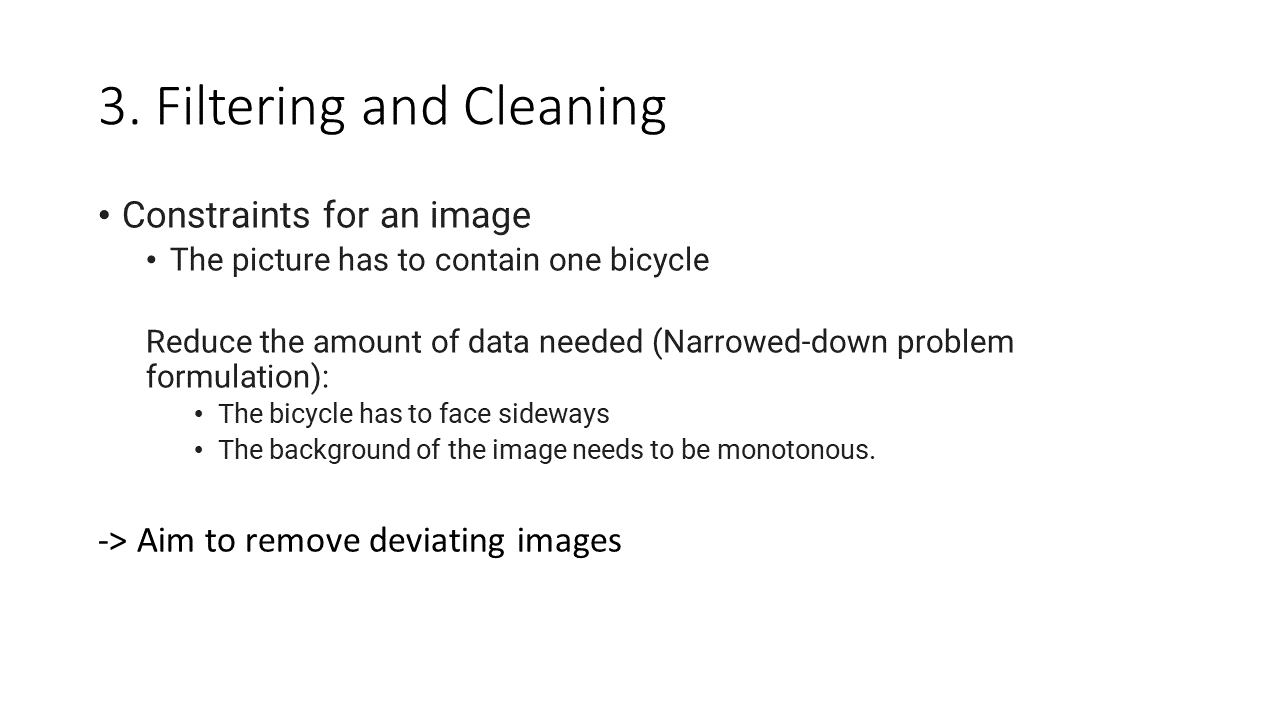 3. Filtering and Cleaning
• Constraints for an image
• The picture has to contain one bicycle
Reduce the amount of data needed (Narrowed-down problem
formulation):
• The bicycle has to face sideways
• The background of the image needs to be monotonous.
-> Aim to remove deviating images